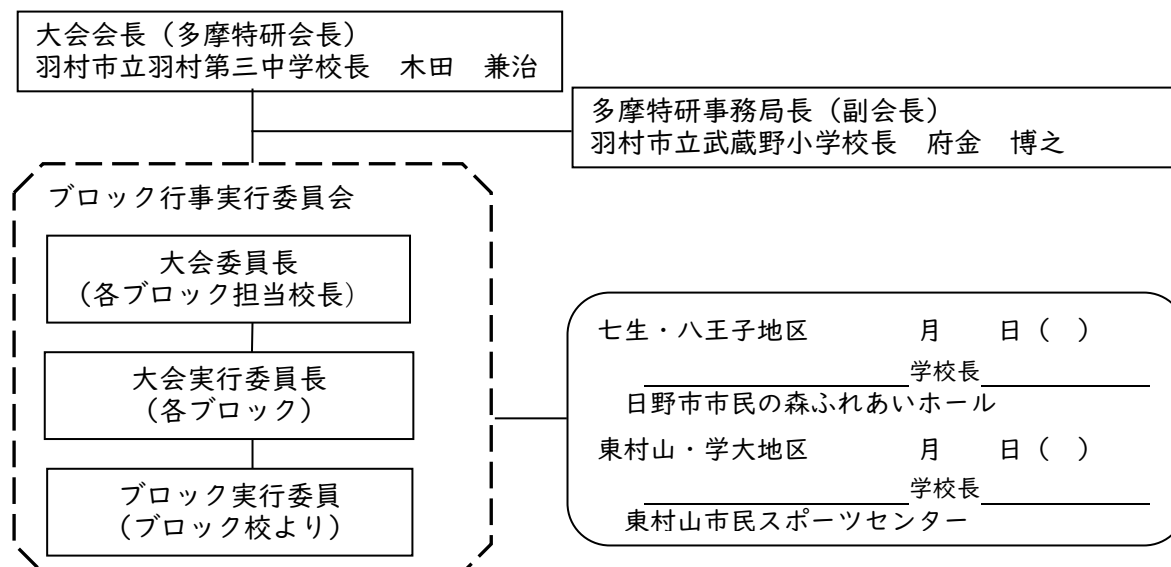 大会会長（多摩特研会長）
羽村市立羽村第三中学校長　木田　兼治
多摩特研事務局長（副会長）
羽村市立武蔵野小学校長　府金　博之
ブロック行事実行委員会
大会委員長
（各ブロック担当校長）
大会実行委員長
（各ブロック）
ブロック実行委員
（ブロック校より）
七生・八王子地区　　　　月　　日（　）
学校長
日野市市民の森ふれあいホール
東村山・学大地区　　　　月　　日（　）
学校長
東村山市民スポーツセンター